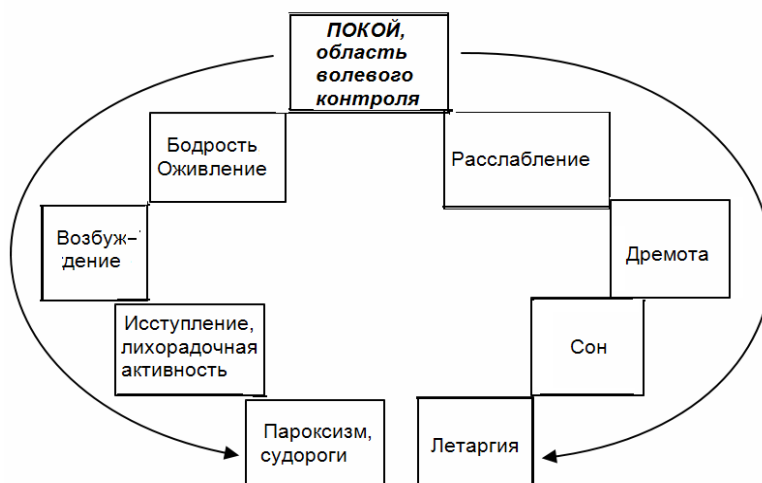 ПОКОЙ,
область
волевого
контроля
Бодрость
Оживление
Расслабление
Возбуж–
дение
Дремота
Исступление,
лихорадочная
активность
Сон
Пароксизм,
судороги
Летаргия